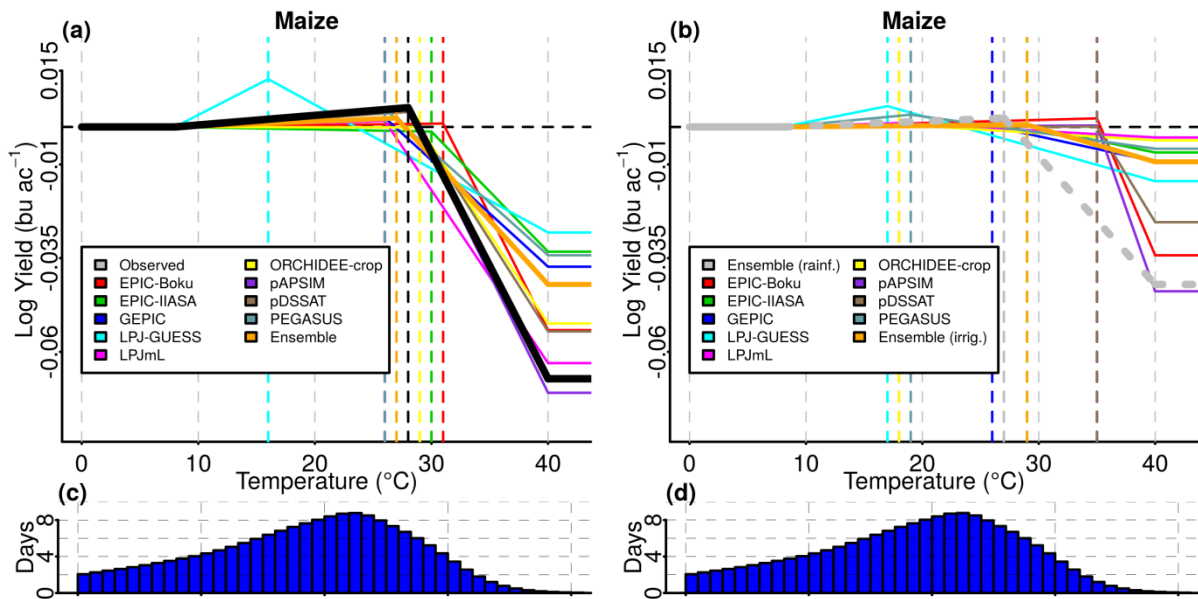 (a)
Maize
Log Yield (bu ac⁻¹)
0.015
-0.01
-0.035
-0.06
Observed
EPIC-Boku
EPIC-IIASA
GEPIC
LPJ-GUESS
LPJmL
ORCHIDEE-crop
pAPSIM
pDSSAT
PEGASUS
Ensemble
0 10 20 30 40
Temperature (°C)
(b)
Maize
Log Yield (bu ac⁻¹)
0.015
-0.01
-0.035
-0.06
Ensemble (rainf.)
EPIC-Boku
EPIC-IIASA
GEPIC
LPJ-GUESS
LPJmL
ORCHIDEE-crop
pAPSIM
pDSSAT
PEGASUS
Ensemble (irrig.)
0 10 20 30 40
Temperature (°C)
(c)
Days
8
4
0
(d)
Days
8
4
0